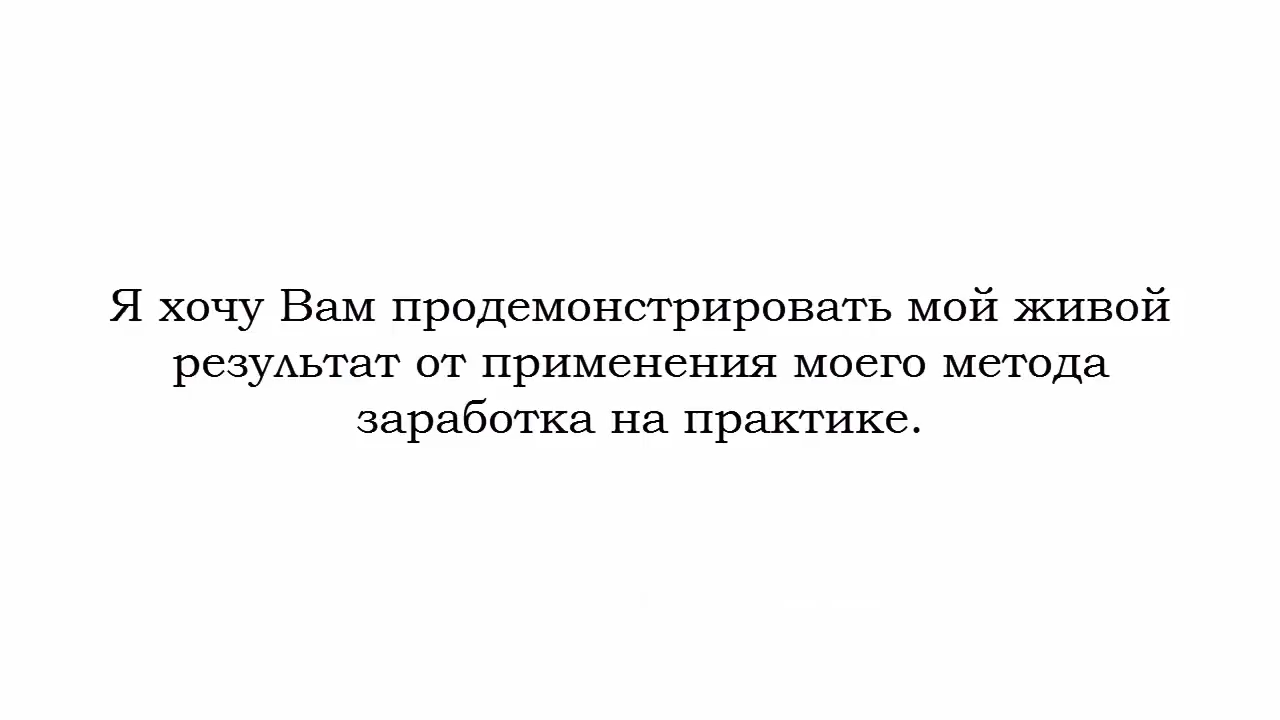 Я хочу Вам продемонстрировать мой живой
результат от применения моего метода
заработка на практике.